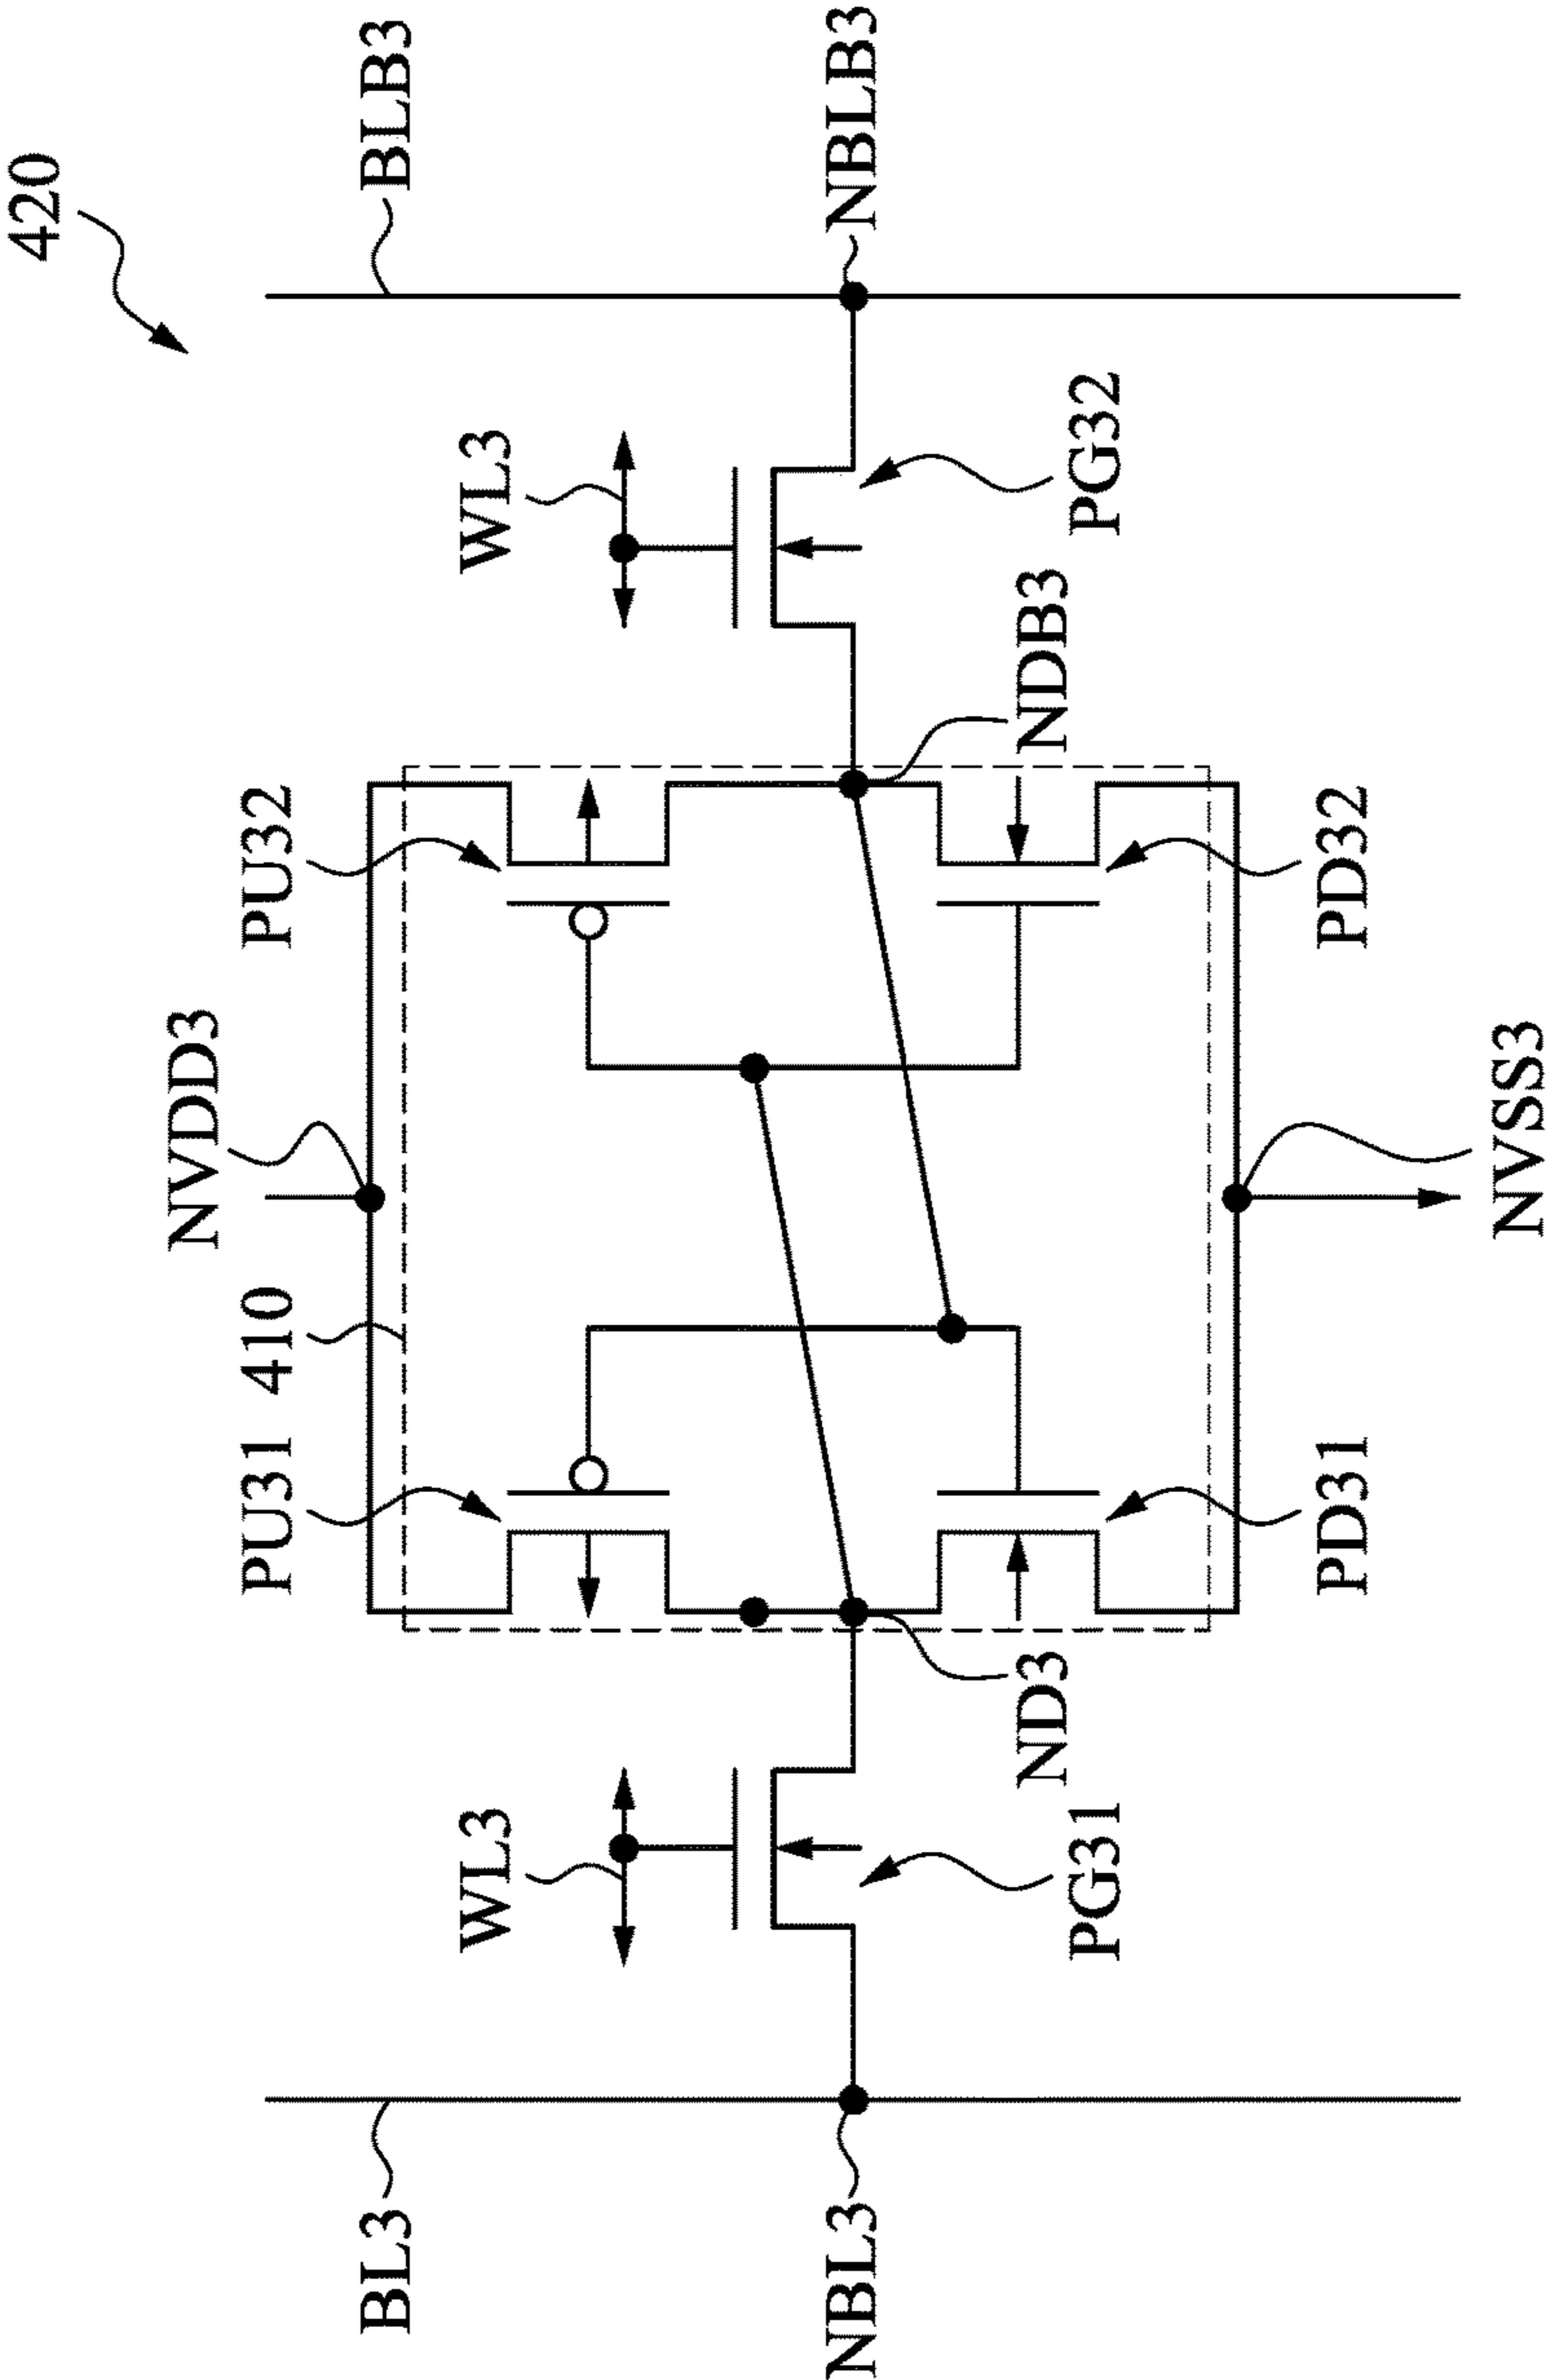 420
NVDD3
PU31
410
PU32
BL3
BLB3
WL3
WL3
NBL3
NBLB3
ND3
NDB3
PG31
PG32
PD31
PD32
NVSS3